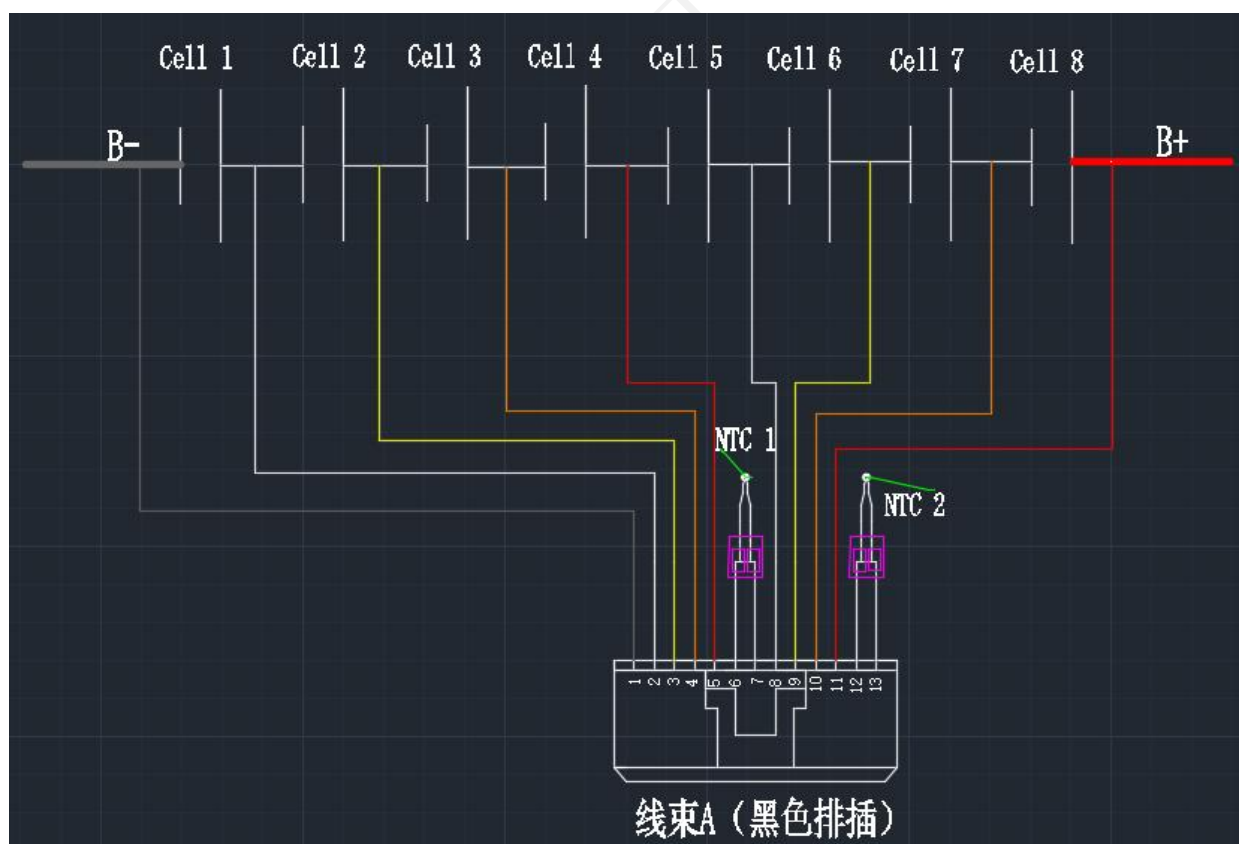 Cell 1 Cell 2 Cell 3 Cell 4 Cell 5 Cell 6 Cell 7 Cell 8
B- B+
NTC 1
NTC 2
1 2 3 4 5 6 7 8 9 10 11 12 13
线束A（黑色排插）